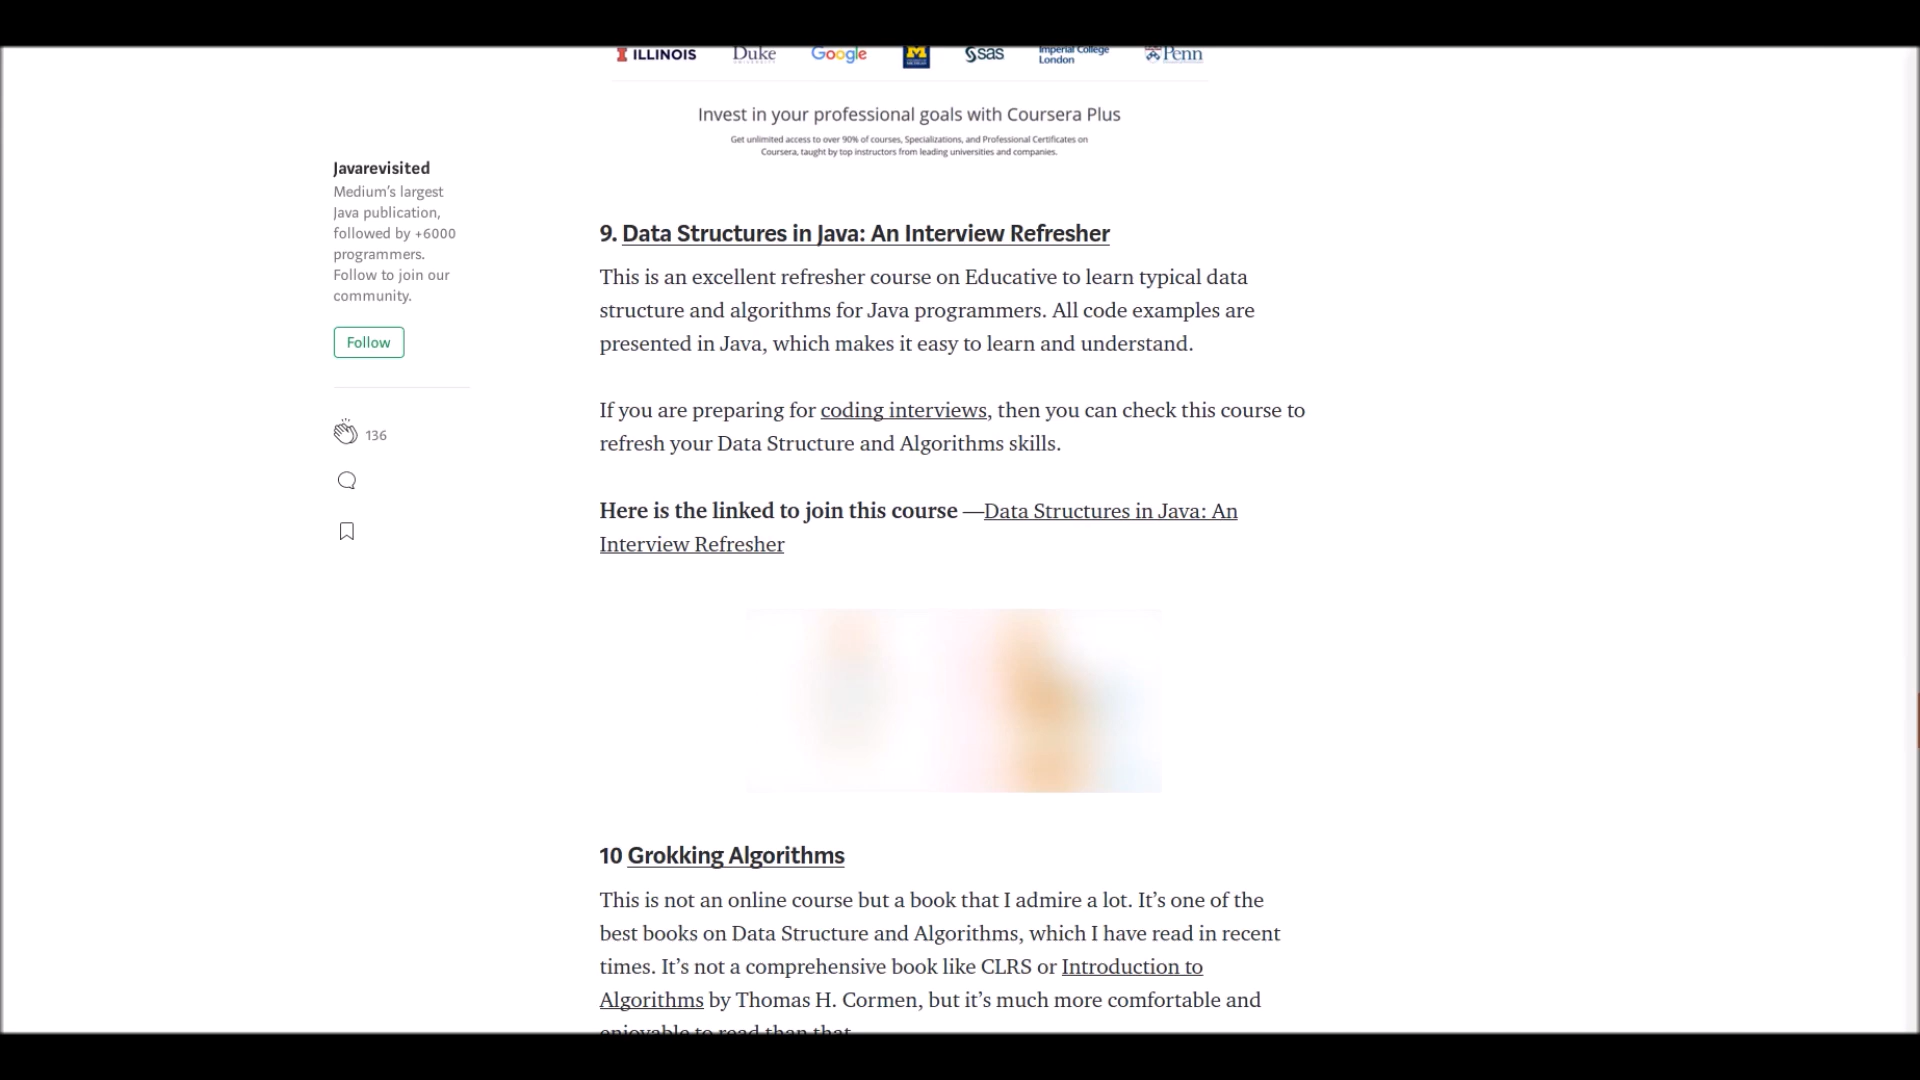 ILLINOIS Duke Google M sas Imperial College London Penn
Invest in your professional goals with Coursera Plus
Get unlimited access to over 90% of courses, Specializations, and Professional Certificates on
Coursera, taught by top instructors from leading universities and companies.
Javarevisited
Medium's largest
Java publication,
followed by +6000
programmers.
Follow to join our
community.
Follow
136
9. Data Structures in Java: An Interview Refresher
This is an excellent refresher course on Educative to learn typical data
structure and algorithms for Java programmers. All code examples are
presented in Java, which makes it easy to learn and understand.
If you are preparing for coding interviews, then you can check this course to
refresh your Data Structure and Algorithms skills.
Here is the linked to join this course —Data Structures in Java: An
Interview Refresher
10 Grokking Algorithms
This is not an online course but a book that I admire a lot. It's one of the
best books on Data Structure and Algorithms, which I have read in recent
times. It's not a comprehensive book like CLRS or Introduction to
Algorithms by Thomas H. Cormen, but it's much more comfortable and
enjoyable to read than that.